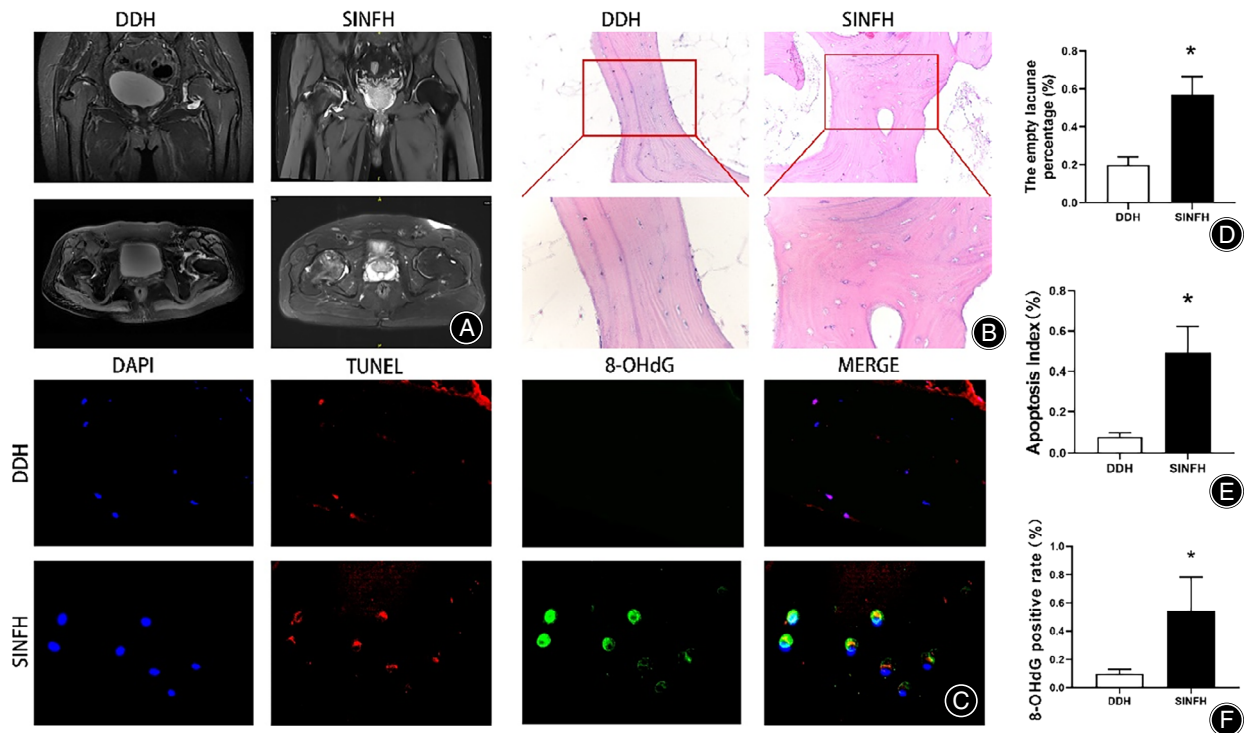 DDH
SINFH
DDH
SINFH
A
B
DAPI
TUNEL
8-OHdG
MERGE
DDH
SINFH
C
The empty lacunae
percentage (%)
0.8
0.6
0.4
0.2
0.0
*
DDH
SINFH
D
Apoptosis Index(%)
0.8
0.6
0.4
0.2
0.0
*
DDH
SINFH
E
8-OHdG positive rate (%)
1.0
0.8
0.6
0.4
0.2
0.0
*
DDH
SINFH
F